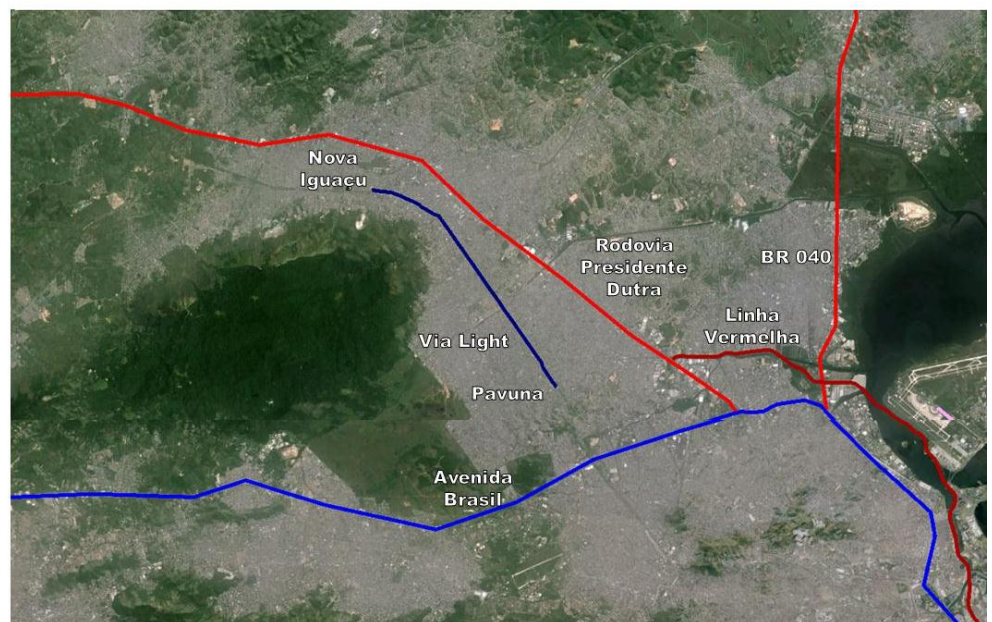 Nova
Iguaçu
Rodovia
Presidente
Dutra
BR 040
Linha
Vermelha
Via Light
Pavuna
Avenida
Brasil